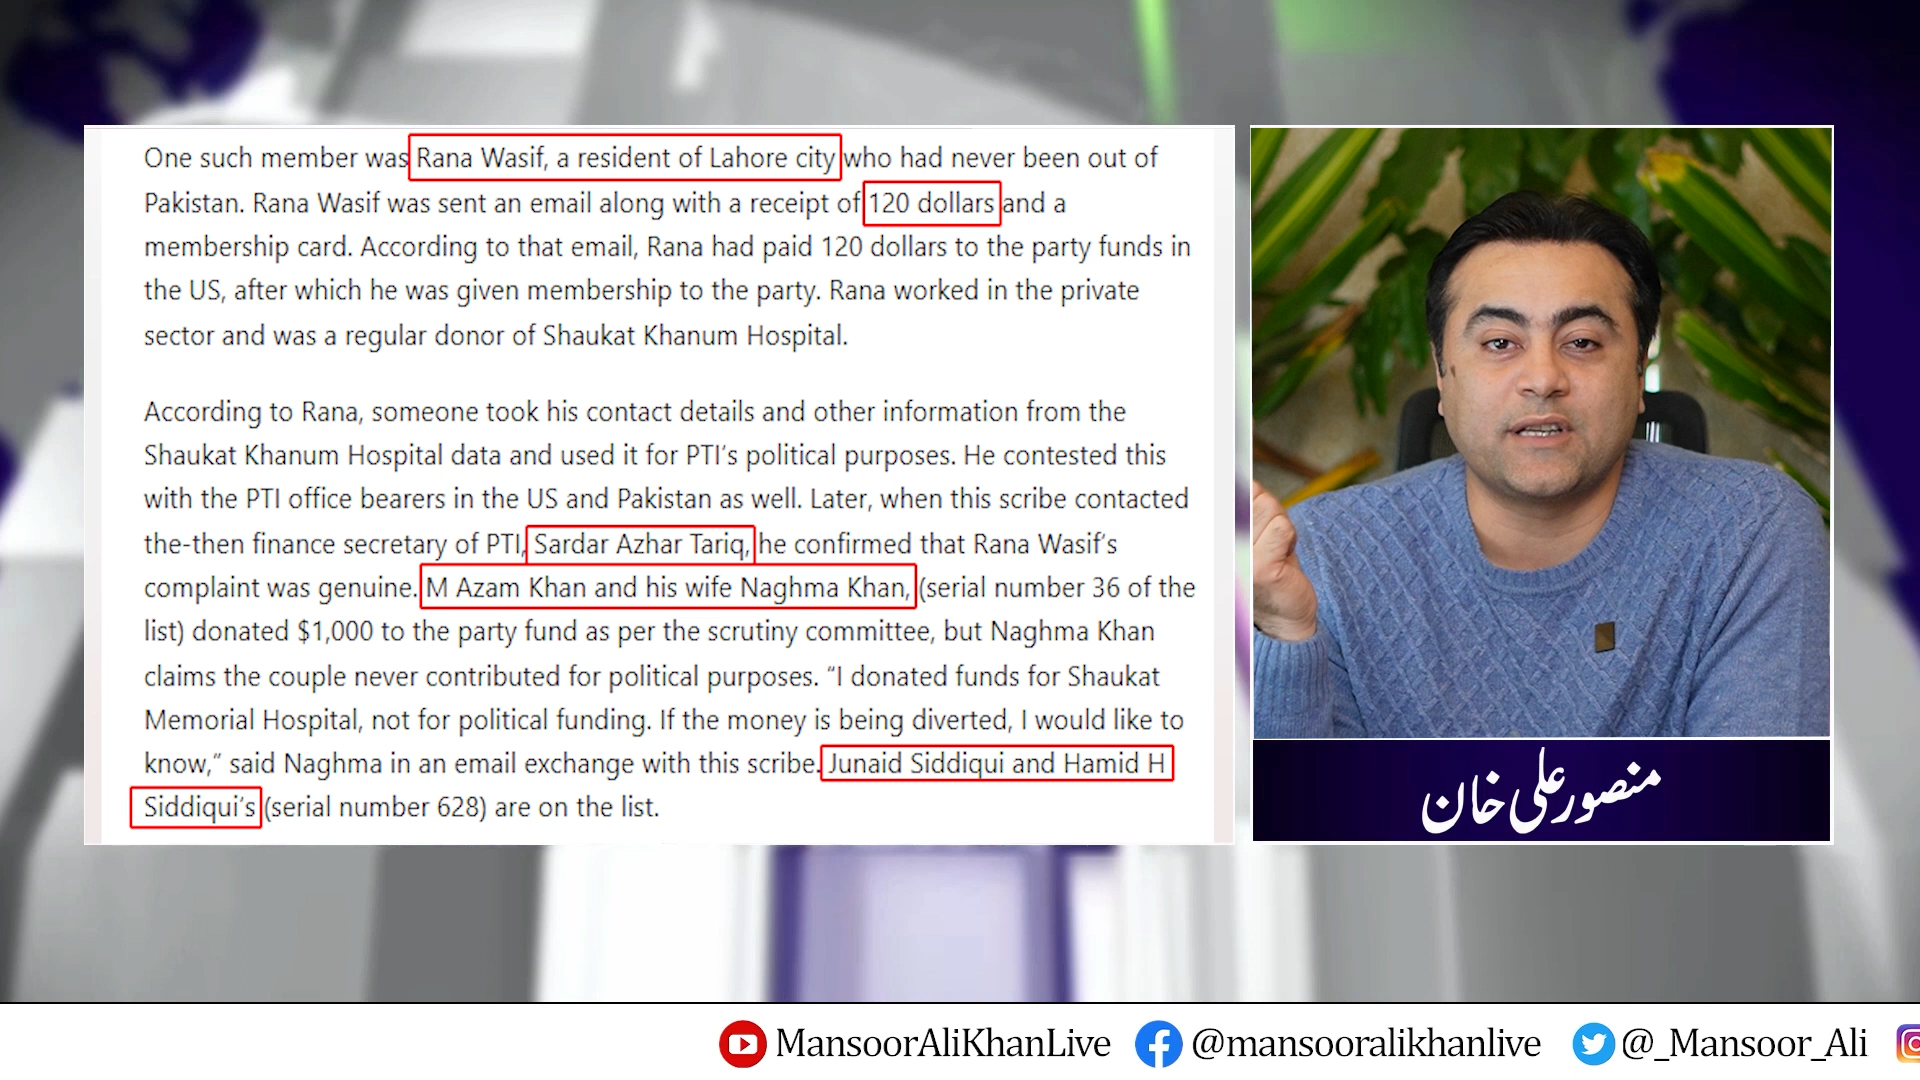 One such member was Rana Wasif, a resident of Lahore city who had never been out of
Pakistan. Rana Wasif was sent an email along with a receipt of 120 dollars and a
membership card. According to that email, Rana had paid 120 dollars to the party funds in
the US, after which he was given membership to the party. Rana worked in the private
sector and was a regular donor of Shaukat Khanum Hospital.
According to Rana, someone took his contact details and other information from the
Shaukat Khanum Hospital data and used it for PTI’s political purposes. He contested this
with the PTI office bearers in the US and Pakistan as well. Later, when this scribe contacted
the-then finance secretary of PTI, Sardar Azhar Tariq, he confirmed that Rana Wasif’s
complaint was genuine. M Azam Khan and his wife Naghma Khan, (serial number 36 of the
list) donated $1,000 to the party fund as per the scrutiny committee, but Naghma Khan
claims the couple never contributed for political purposes. “I donated funds for Shaukat
Memorial Hospital, not for political funding. If the money is being diverted, I would like to
know,” said Naghma in an email exchange with this scribe. Junaid Siddiqui and Hamid H
Siddiqui’s (serial number 628) are on the list.
منصور علی خان
MansoorAliKhanLive @mansooralikhanlive @_Mansoor_Ali